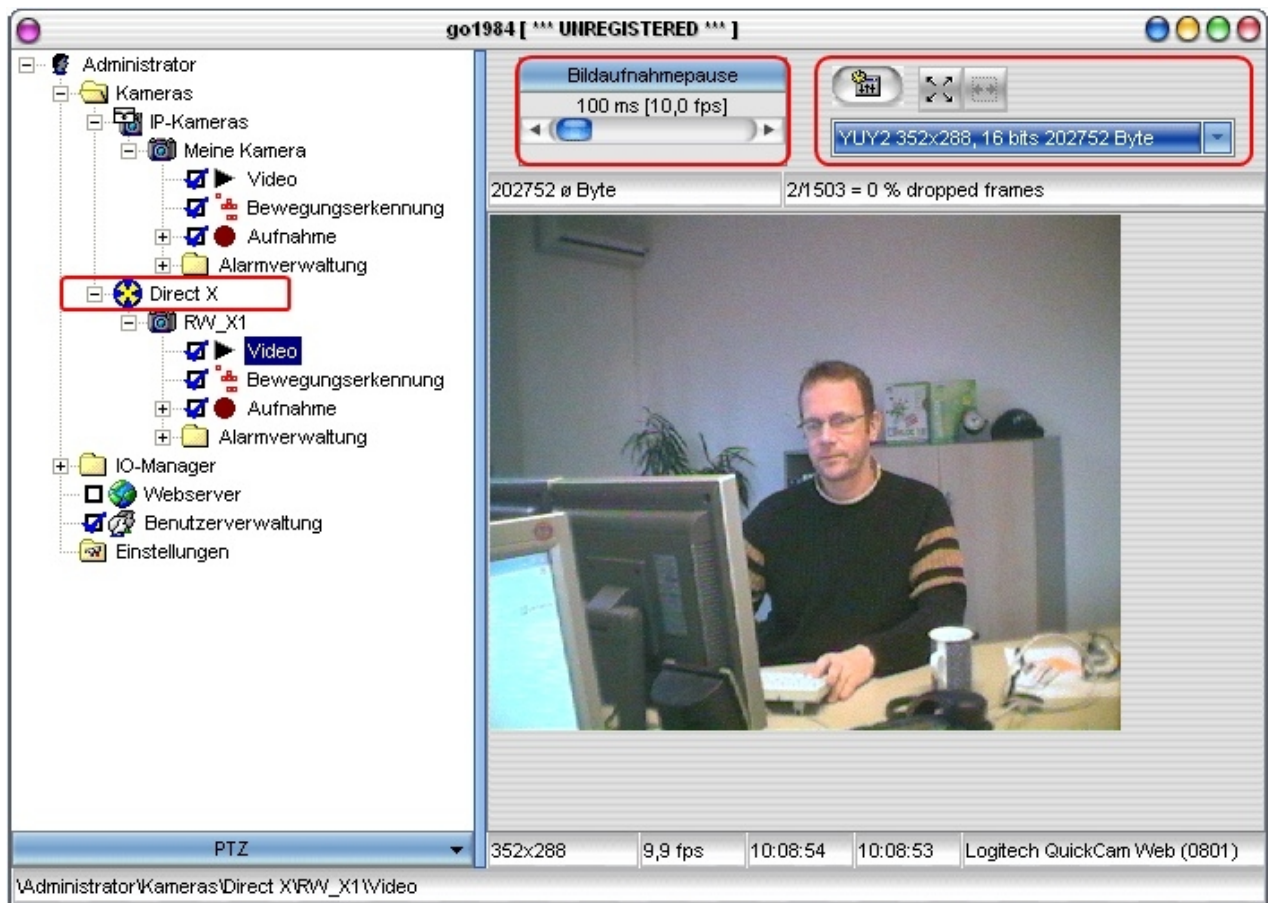 go1984 [ *** UNREGISTERED *** ]
Administrator
Kameras
IP-Kameras
Meine Kamera
Video
Bewegungserkennung
Aufnahme
Alarmverwaltung
Direct X
RW_X1
Video
Bewegungserkennung
Aufnahme
Alarmverwaltung
IO-Manager
Webserver
Benutzerverwaltung
Einstellungen
PTZ
Bildaufnahmepause
100 ms [10,0 fps]
YUY2 352x288, 16 bits 202752 Byte
202752 ø Byte
2/1503 = 0 % dropped frames
352x288
9,9 fps
10:08:54
10:08:53
Logitech QuickCam Web (0801)
\Administrator\Kameras\Direct X\RW_X1\Video